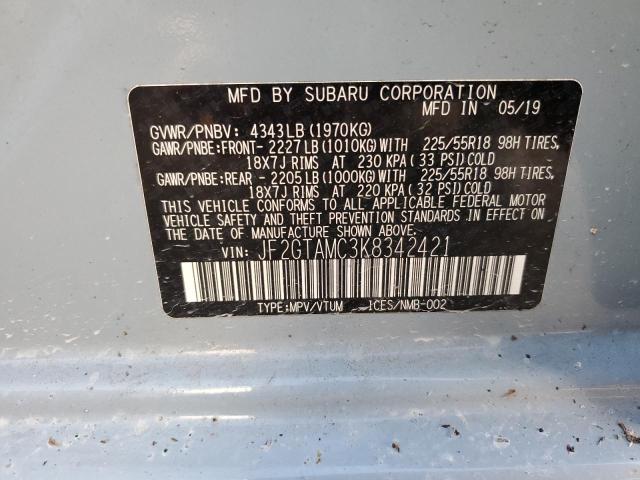 MFD BY SUBARU CORPORATION
MFD IN 05/19
GVWR/PNBV: 4343LB (1970KG)
GAWR/PNBE:FRONT- 2227LB (1010KG) WITH 225/55R18 98H TIRES,
18X7J RIMS AT 230 KPA (33 PSI) COLD
GAWR/PNBE:REAR - 2205LB (1000KG) WITH 225/55R18 98H TIRES,
18X7J RIMS AT 220 KPA (32 PSI) COLD
THIS VEHICLE CONFORMS TO ALL APPLICABLE FEDERAL MOTOR
VEHICLE SAFETY AND THEFT PREVENTION STANDARDS IN EFFECT ON
THE DATE OF MANUFACTURE SHOWN ABOVE.
VIN: JF2GTAMC3K8342421
TYPE:MPV/VTUM ICES/NMB-002